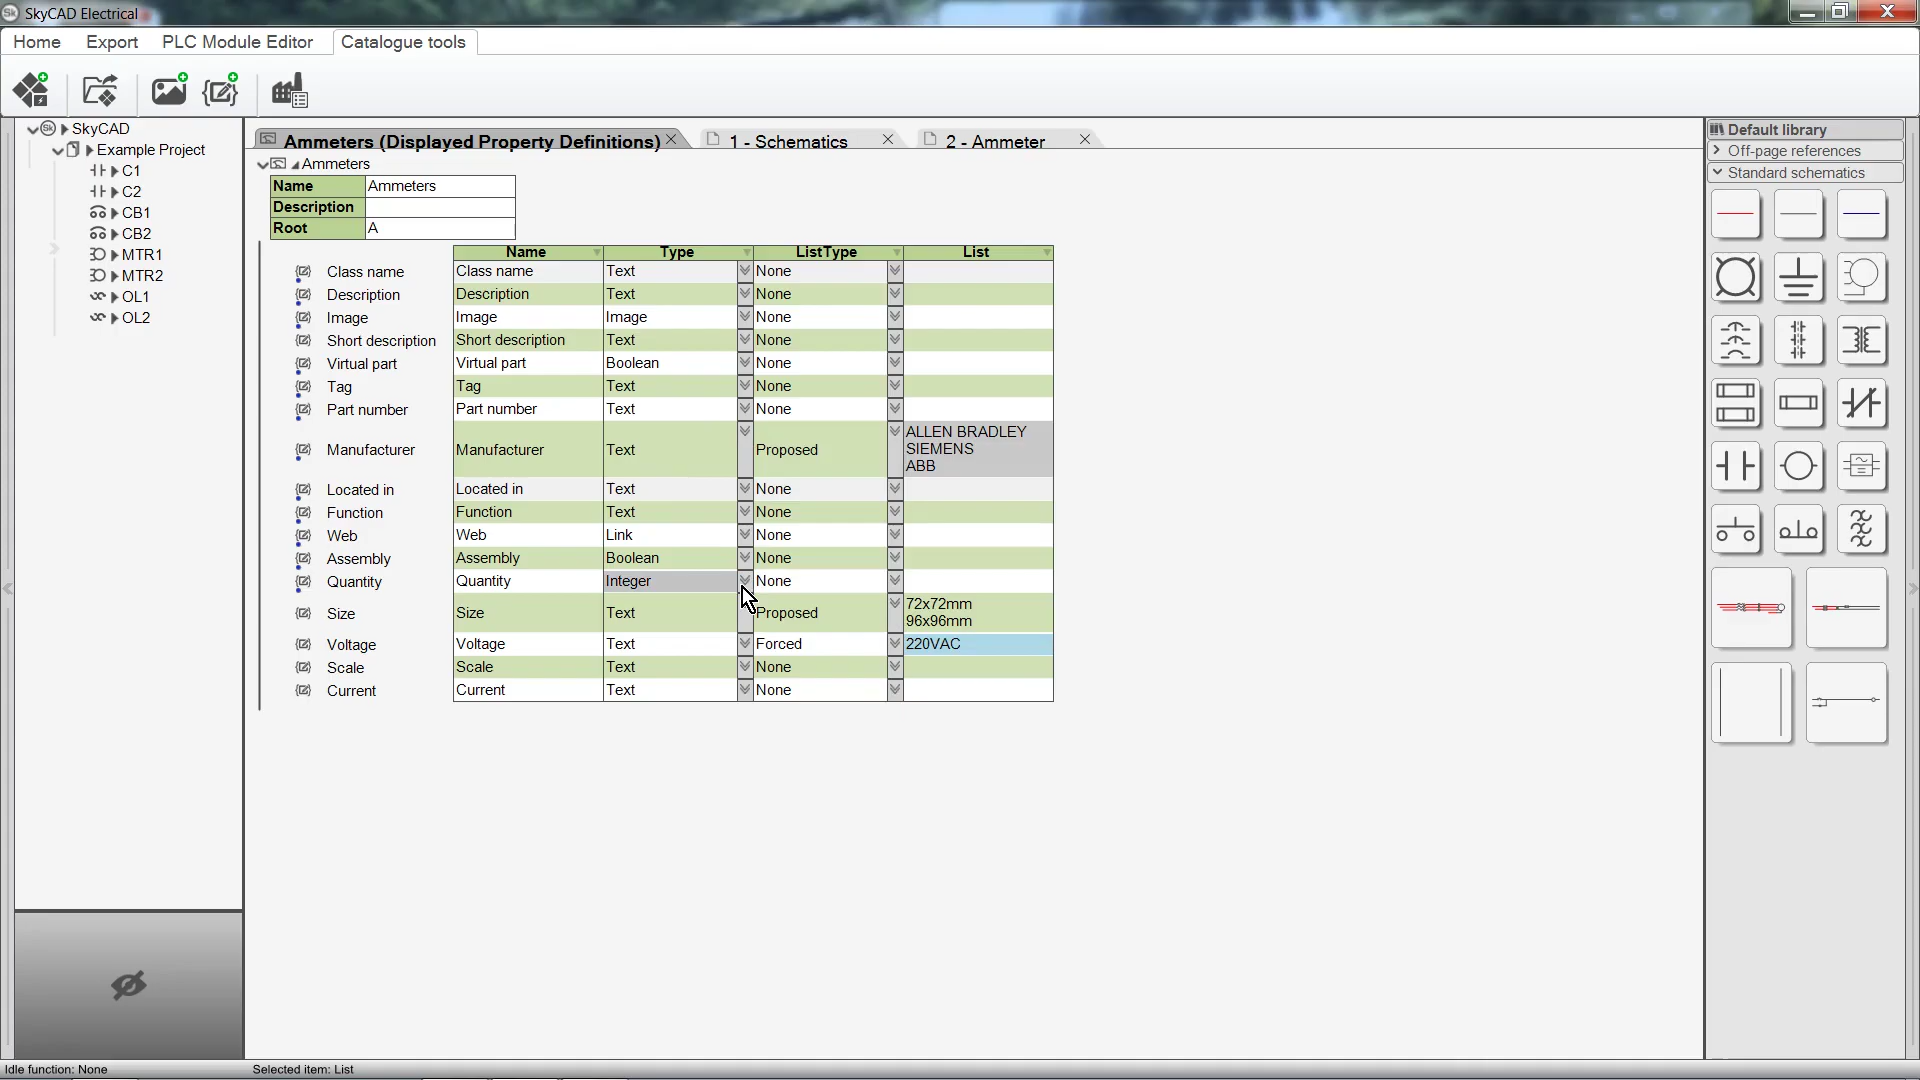 SkyCAD Electrical
Home Export PLC Module Editor Catalogue tools
SkyCAD
Example Project
C1
C2
CB1
CB2
MTR1
MTR2
OL1
OL2
Ammeters (Displayed Property Definitions) 1 - Schematics 2 - Ammeter
Ammeters
Name Ammeters
Description
Root A
Name Type ListType List
Class name Class name Text None
Description Description Text None
Image Image Image None
Short description Short description Text None
Virtual part Virtual part Boolean None
Tag Tag Text None
Part number Part number Text None
Manufacturer Manufacturer Text Proposed ALLEN BRADLEY
SIEMENS
ABB
Located in Located in Text None
Function Function Text None
Web Web Link None
Assembly Assembly Boolean None
Quantity Quantity Integer None
Size Size Text Proposed 72x72mm
96x96mm
Voltage Voltage Text Forced 220VAC
Scale Scale Text None
Current Current Text None
Default library
Off-page references
Standard schematics
Idle function: None Selected item: List